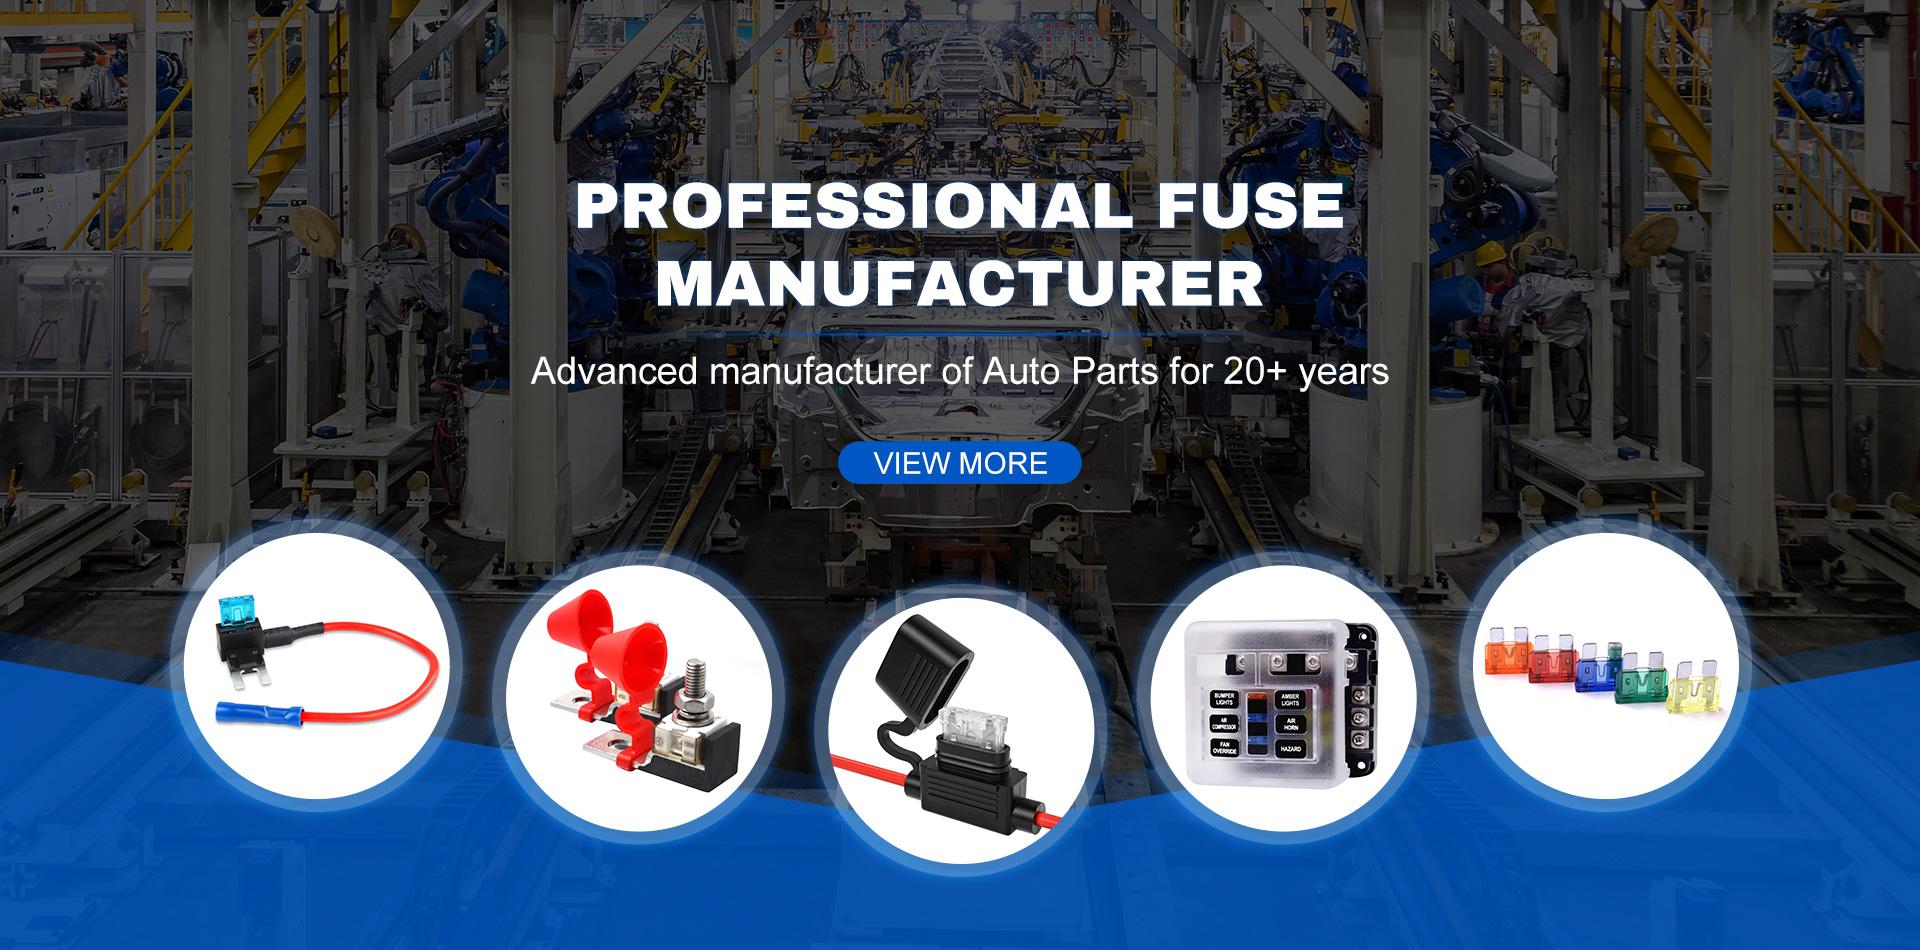 PROFESSIONAL FUSE
MANUFACTURER
Advanced manufacturer of Auto Parts for 20+ years
VIEW MORE
BUMPER
LIGHTS
AMBER
LIGHTS
AIR
COMPRESSOR
AIR
HORN
FAN
OVERRIDE
HAZARD